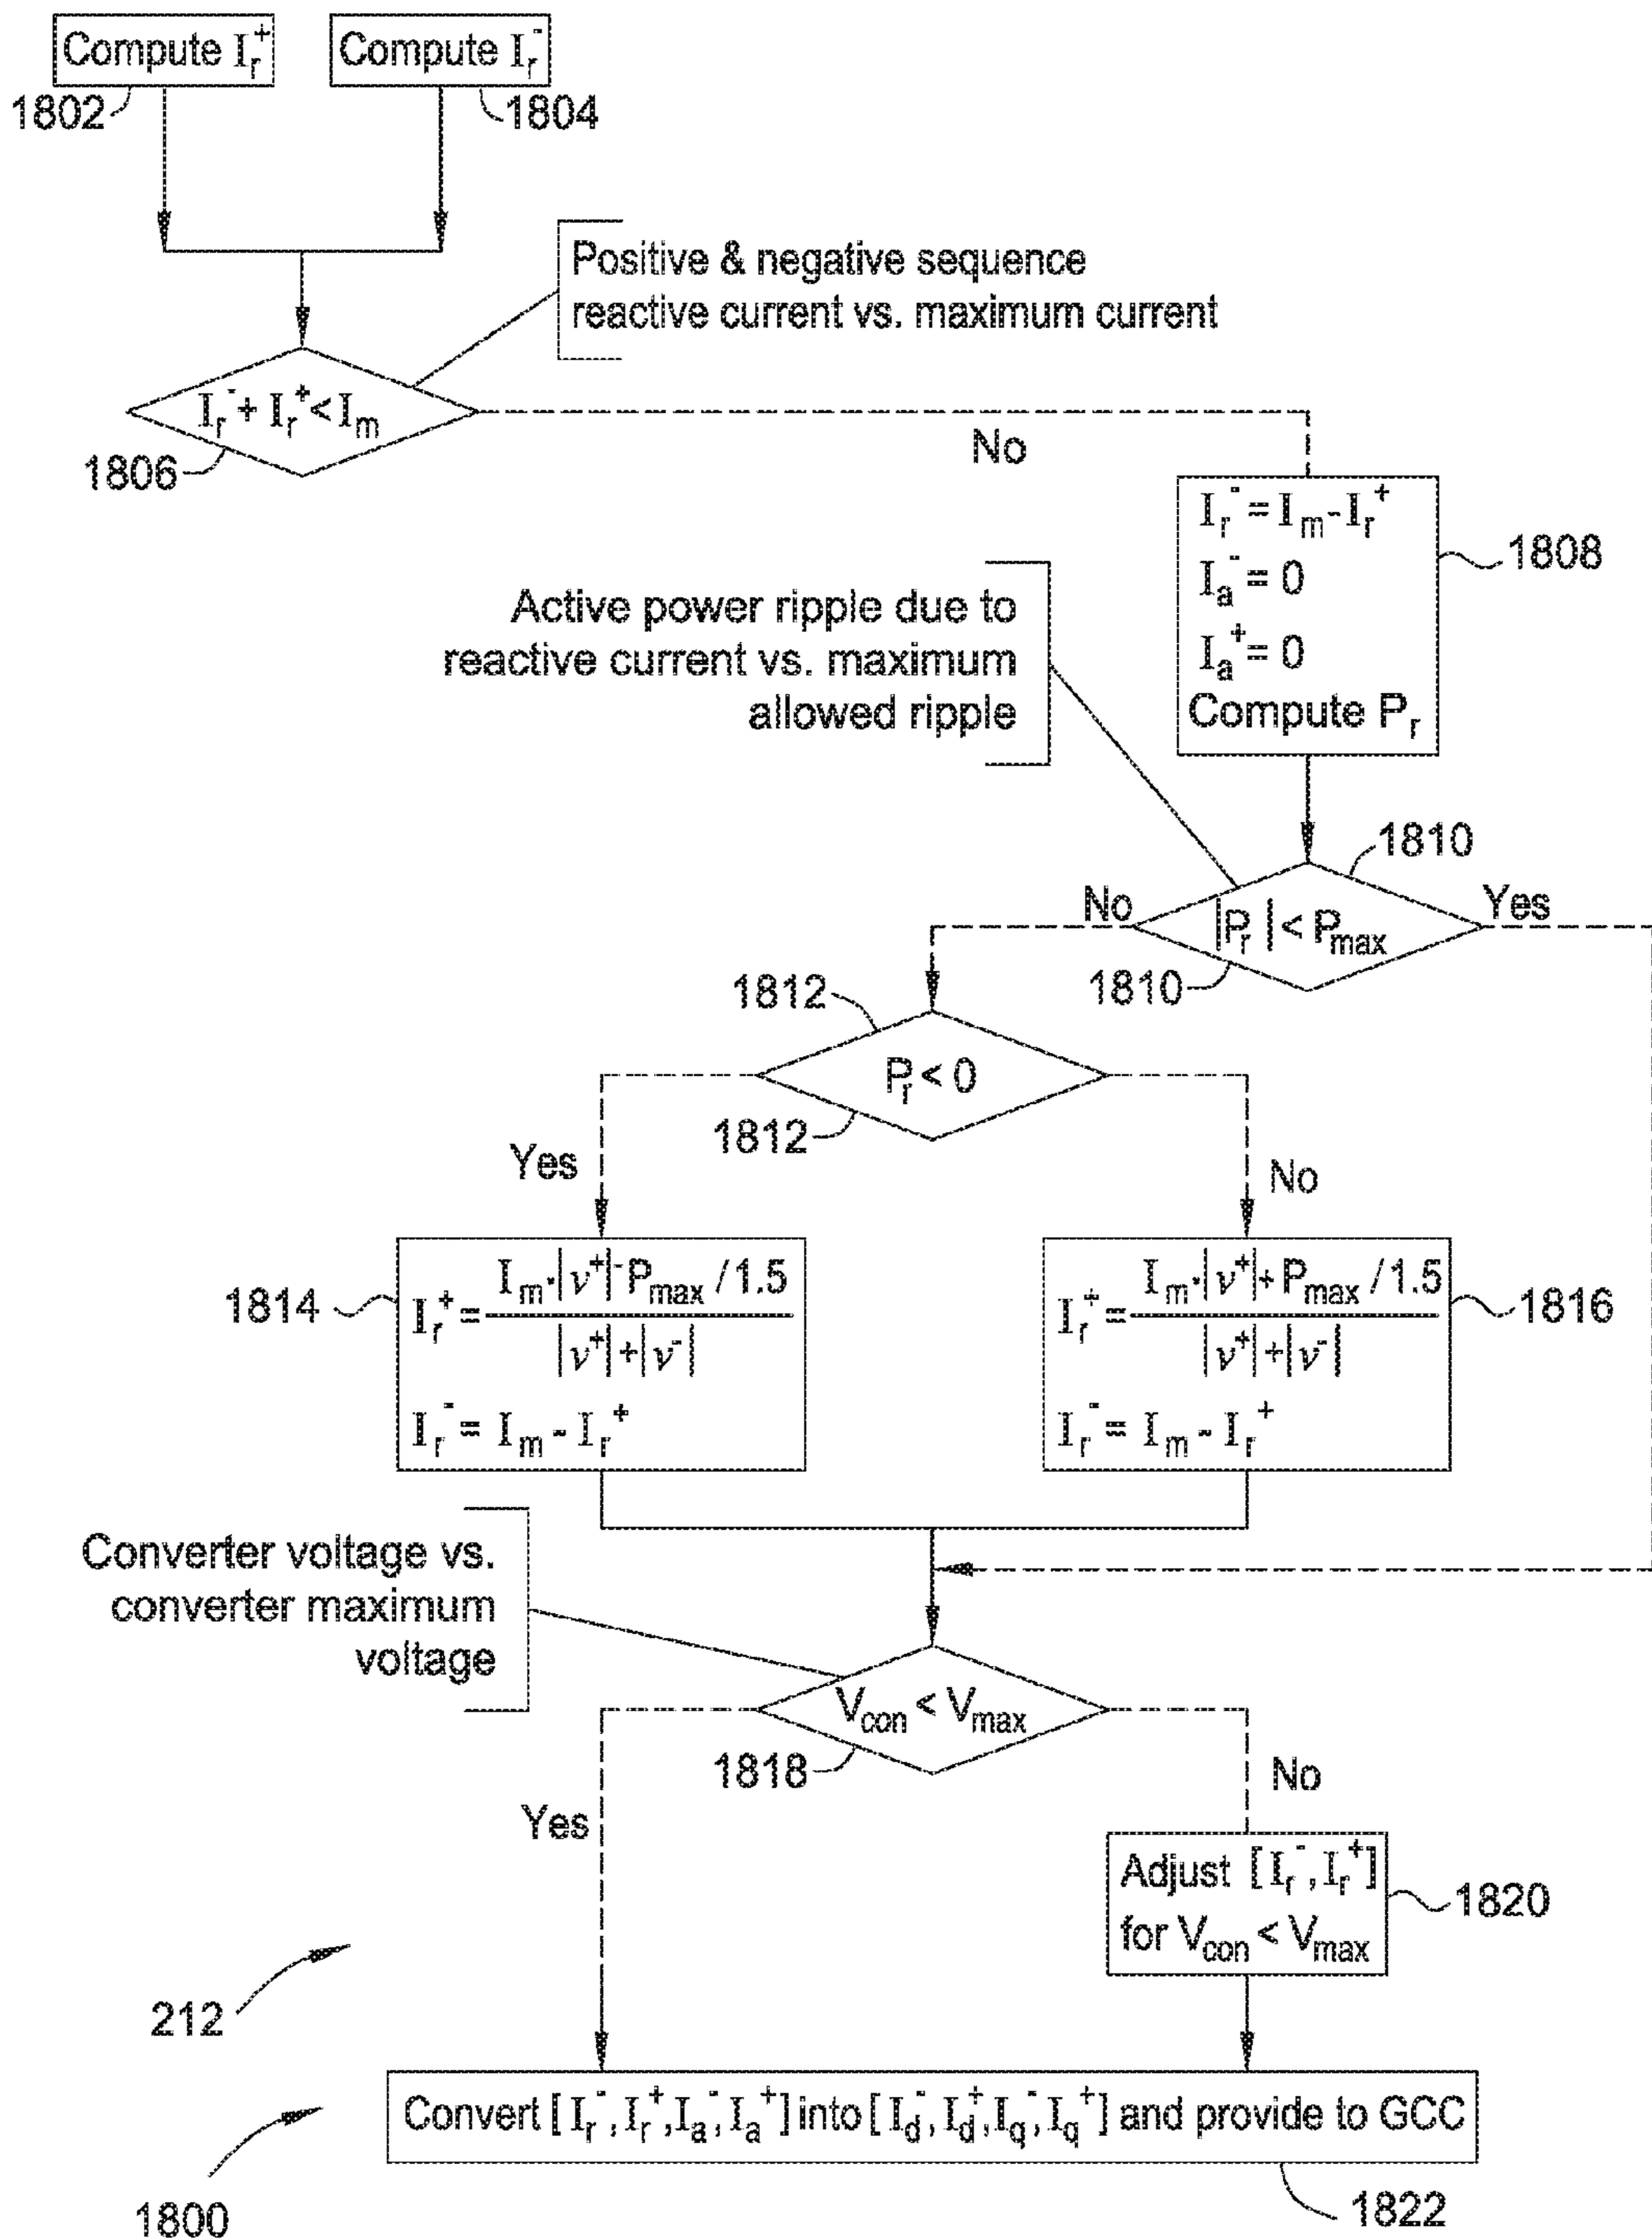 Compute I_r^+
Compute I_r^-
1802
1804
Positive & negative sequence
reactive current vs. maximum current
I_r^- + I_r^+ < I_m
1806
No
I_r^- = I_m - I_r^+
I_a^- = 0
I_a^+ = 0
Compute P_r
1808
Active power ripple due to
reactive current vs. maximum
allowed ripple
1810
No
|P_r| < P_max
Yes
1810
1812
P_r < 0
1812
Yes
No
1814
I_r^+ = (I_m·|v^+| - P_max / 1.5) / (|v^+| + |v^-|)
I_r^- = I_m - I_r^+
I_r^+ = (I_m·|v^+| + P_max / 1.5) / (|v^+| + |v^-|)
I_r^- = I_m - I_r^+
1816
Converter voltage vs.
converter maximum
voltage
V_con < V_max
1818
Yes
No
Adjust [I_r^-, I_r^+]
for V_con < V_max
1820
212
Convert [I_r^-, I_r^+, I_a^-, I_a^+] into [I_d^-, I_d^+, I_q^-, I_q^+] and provide to GCC
1800
1822